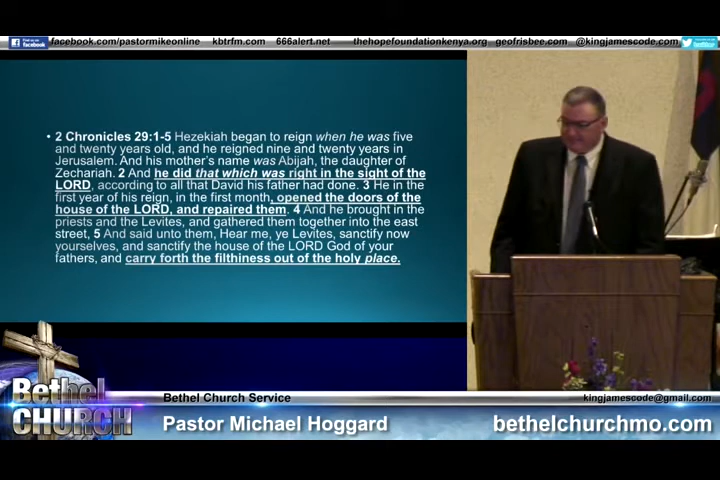 Find us on facebook facebook.com/pastormikeonline kbtrfm.com 666alert.net thehopefoundationkenya.org geofrisbee.com @kingjamescode.com
• 2 Chronicles 29:1-5 Hezekiah began to reign when he was five
and twenty years old, and he reigned nine and twenty years in
Jerusalem. And his mother's name was Abijah, the daughter of
Zechariah. 2 And he did that which was right in the sight of the
LORD, according to all that David his father had done. 3 He in the
first year of his reign, in the first month, opened the doors of the
house of the LORD, and repaired them. 4 And he brought in the
priests and the Levites, and gathered them together into the east
street, 5 And said unto them, Hear me, ye Levites, sanctify now
yourselves, and sanctify the house of the LORD God of your
fathers, and carry forth the filthiness out of the holy place.
Bethel
CHURCH
Bethel Church Service
kingjamescode@gmail.com
Pastor Michael Hoggard
bethelchurchmo.com